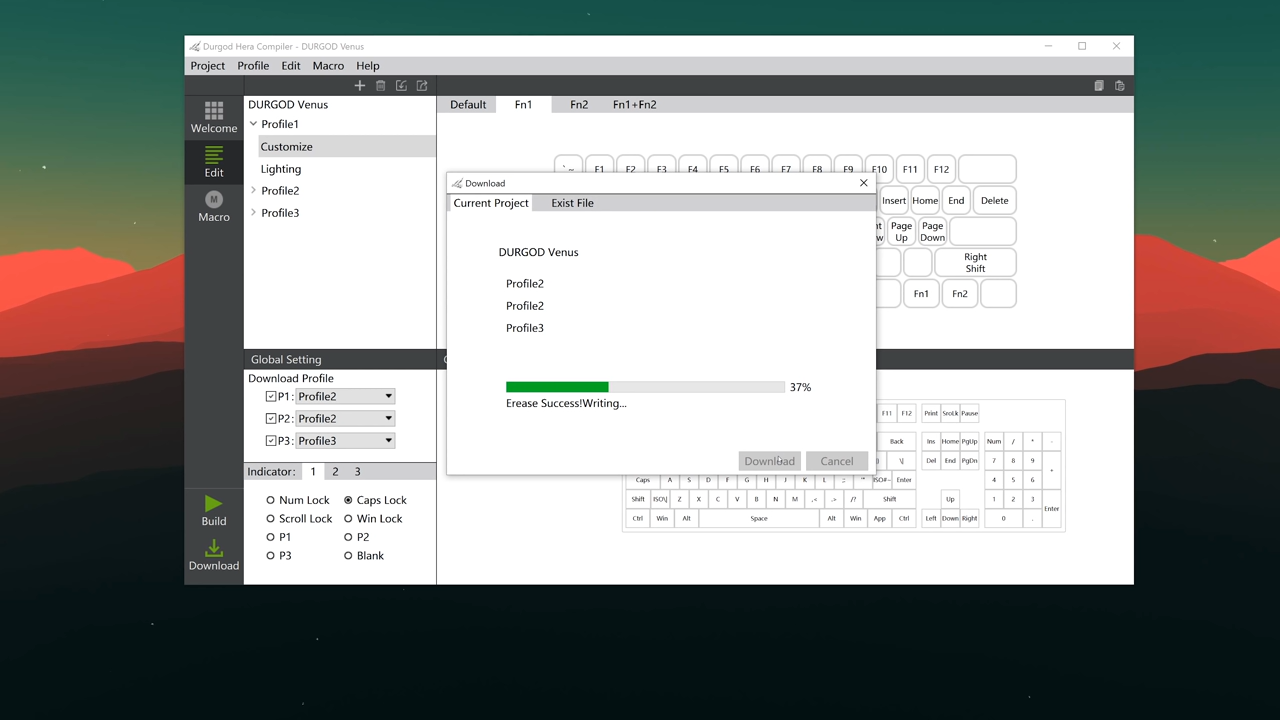 Durgod Hera Compiler - DURGOD Venus
Project Profile Edit Macro Help
DURGOD Venus
Default Fn1 Fn2 Fn1+Fn2
Welcome
Edit
M
Macro
Profile1
Customize
Lighting
Profile2
Profile3
` ~ F1 F2 F3 F4 F5 F6 F7 F8 F9 F10 F11 F12
Insert Home End Delete
Page Up Page Down
Right Shift
Fn1 Fn2
Download
Current Project Exist File
DURGOD Venus
Profile2
Profile2
Profile3
37%
Erease Success!Writing...
Download Cancel
Global Setting
Download Profile
P1: Profile2
P2: Profile2
P3: Profile3
Indicator: 1 2 3
Num Lock Caps Lock
Scroll Lock Win Lock
P1 P2
P3 Blank
Build
Download
F11 F12 Print SroLk Pause
Back Ins Home PgUp Num / * -
\| Del End PgDn 7 8 9 +
Caps A S D F G H J K L ;: '" ISO#~ Enter 4 5 6
Shift ISO\| Z X C V B N M ,< .> /? Shift Up 1 2 3 Enter
Ctrl Win Alt Space Alt Win App Ctrl Left Down Right 0 .